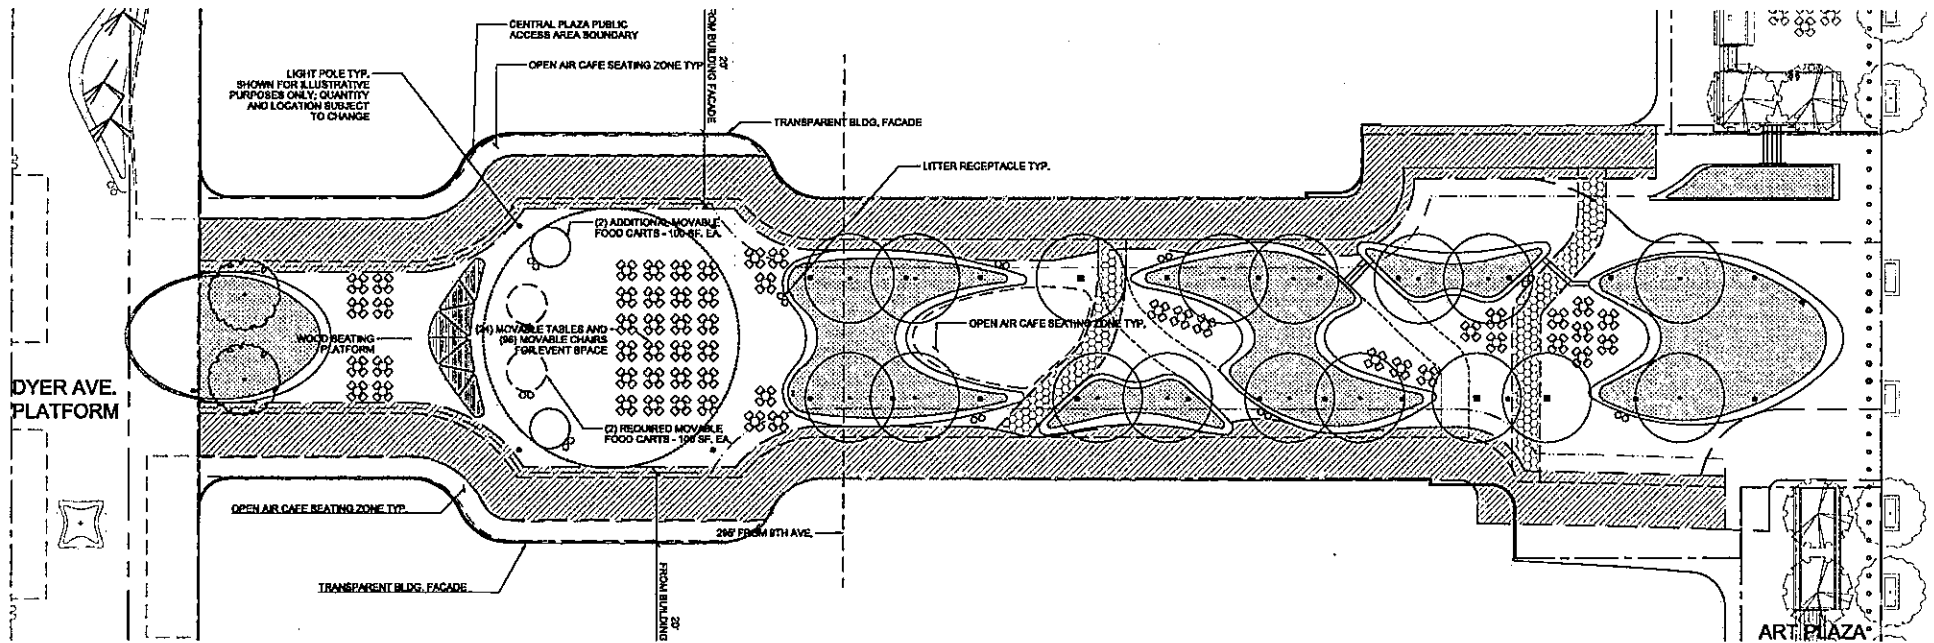 CENTRAL PLAZA PUBLIC
ACCESS AREA BOUNDARY
OPEN AIR CAFE SEATING ZONE TYP.
LIGHT POLE TYP.
SHOWN FOR ILLUSTRATIVE
PURPOSES ONLY; QUANTITY
AND LOCATION SUBJECT
TO CHANGE
20'
FROM BUILDING FACADE
TRANSPARENT BLDG. FACADE
LITTER RECEPTACLE TYP.
(2) ADDITIONAL MOVABLE
FOOD CARTS - 100 SF. EA.
(24) MOVABLE TABLES AND
(96) MOVABLE CHAIRS
FOR EVENT SPACE
OPEN AIR CAFE SEATING ZONE TYP.
WOOD SEATING
PLATFORM
DYER AVE.
PLATFORM
(2) REQUIRED MOVABLE
FOOD CARTS - 100 SF. EA.
OPEN AIR CAFE SEATING ZONE TYP.
295' FROM 9TH AVE.
TRANSPARENT BLDG. FACADE
20'
FROM BUILDING
ART PLAZA